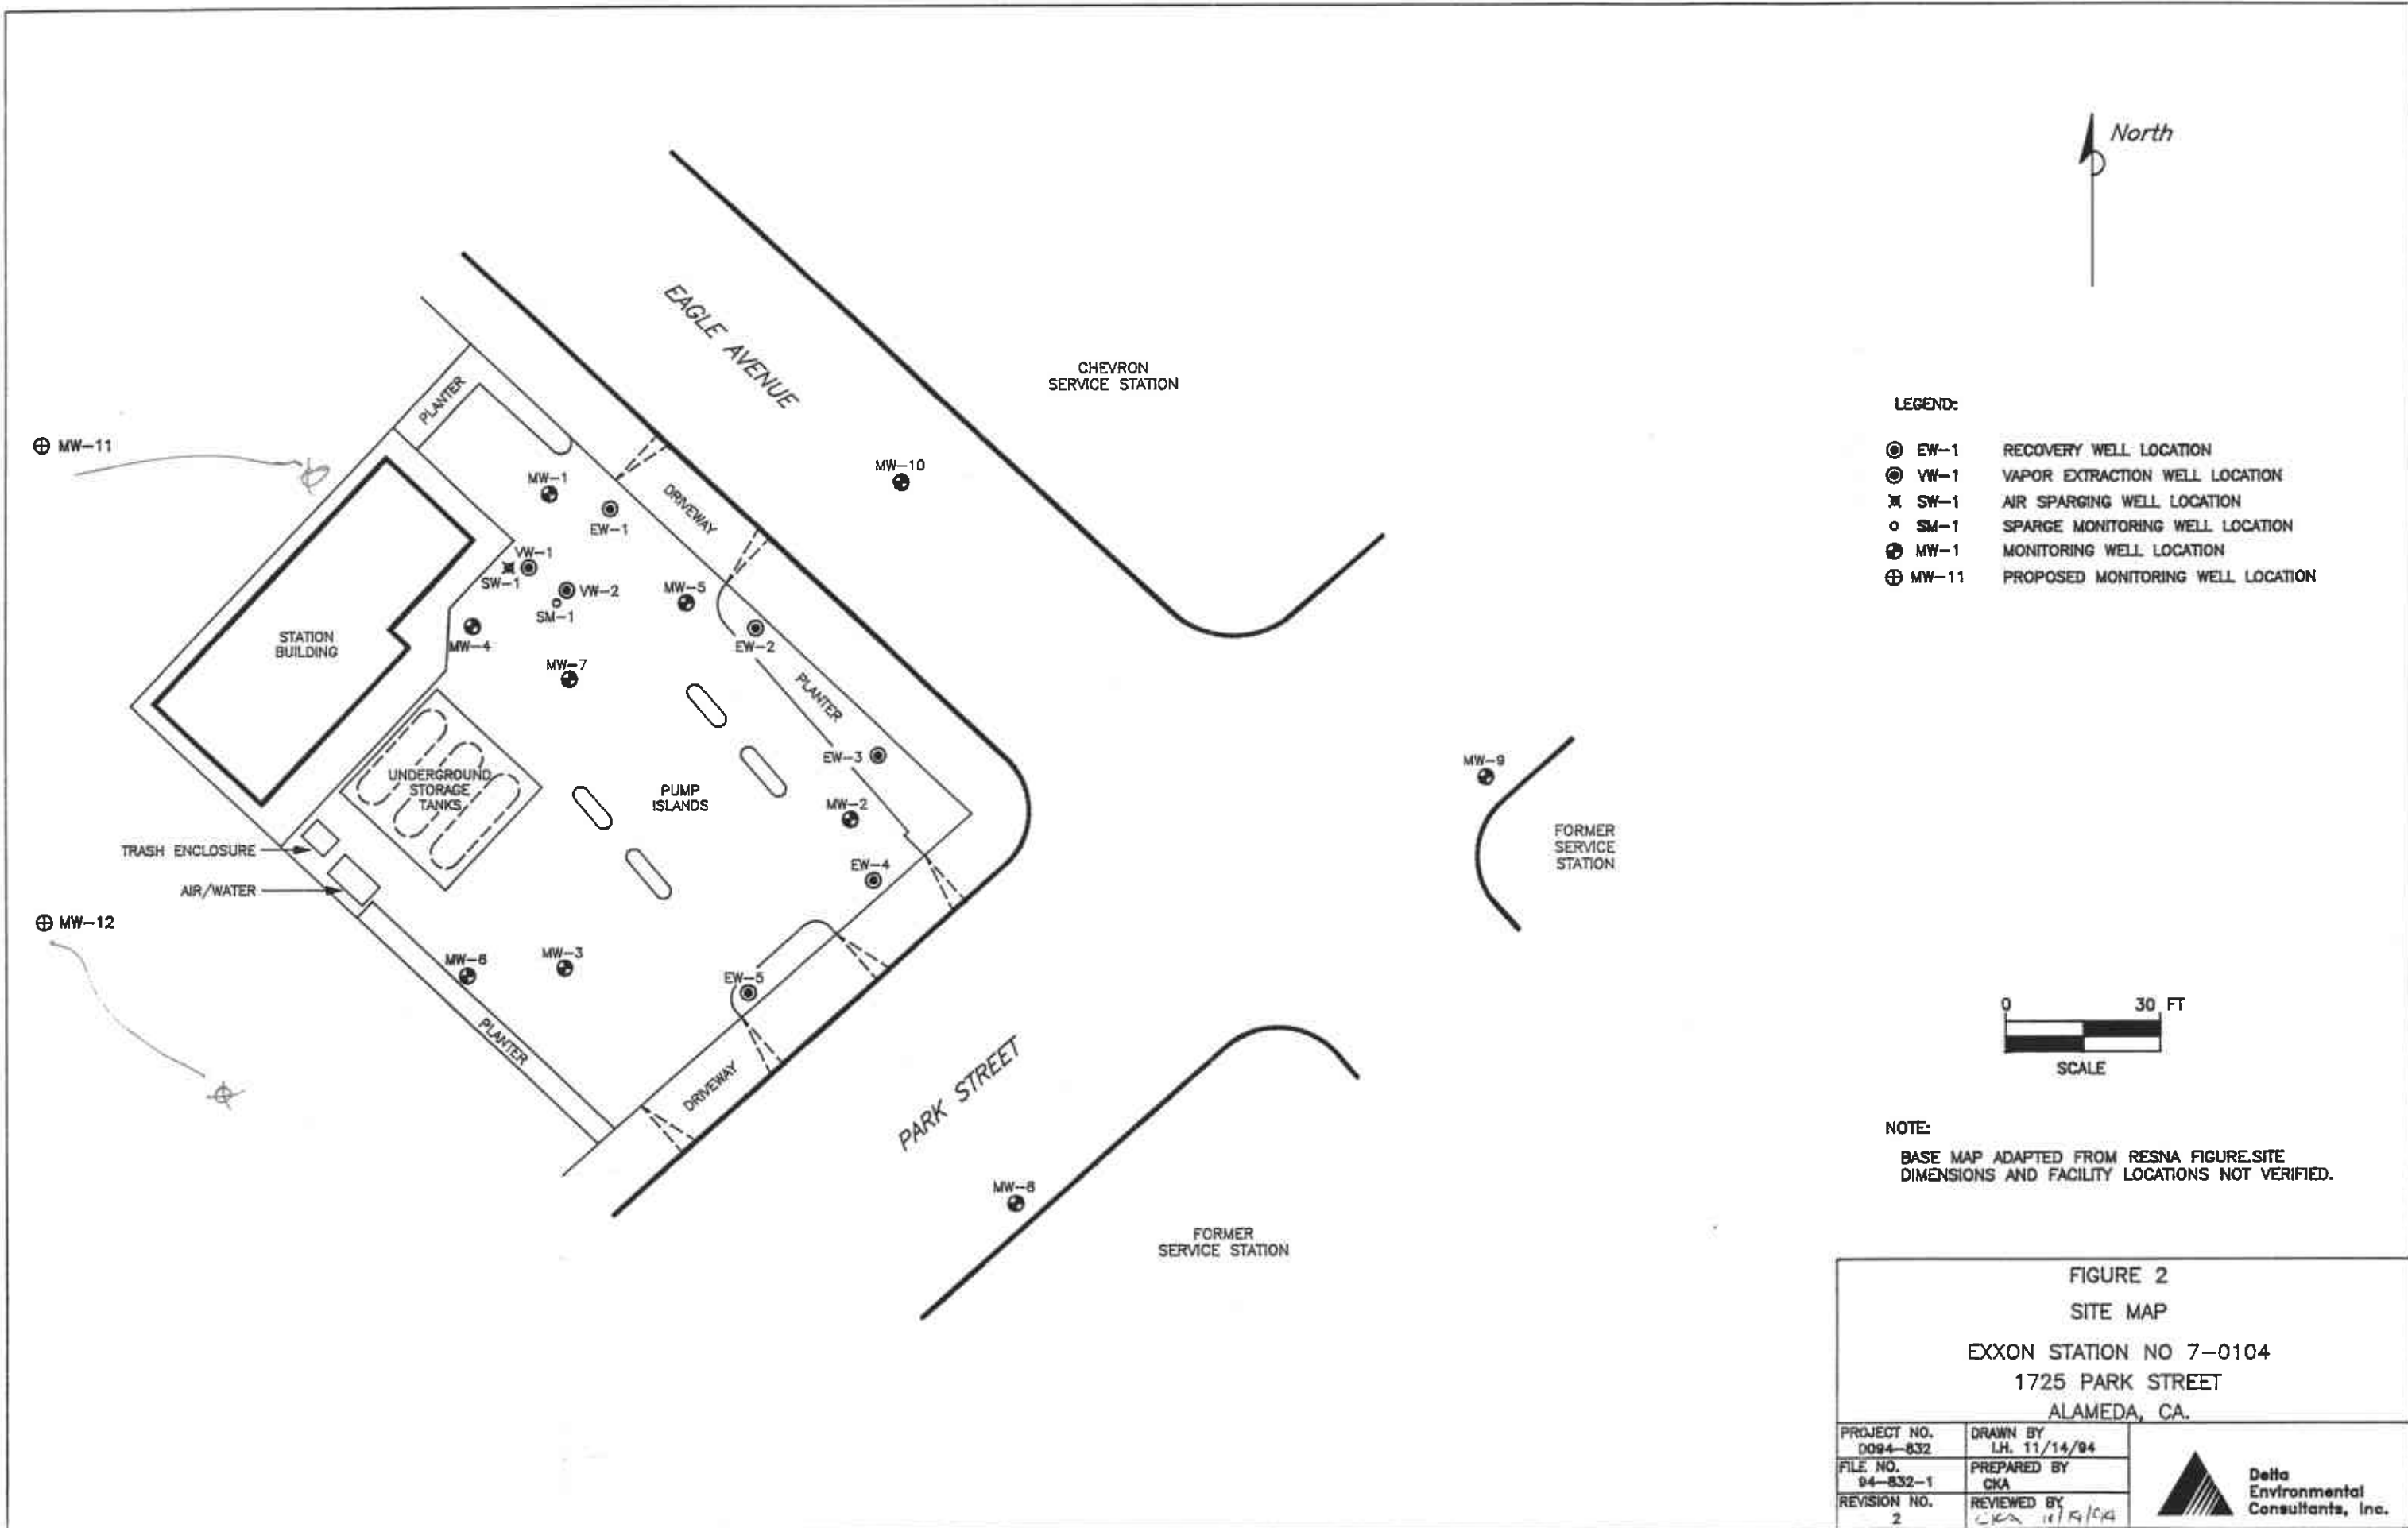 North
EAGLE AVENUE
CHEVRON
SERVICE STATION
PLANTER
MW-11
MW-1
EW-1
DRIVEWAY
MW-10
VW-1
SW-1
VW-2
SM-1
MW-5
EW-2
MW-4
STATION
BUILDING
MW-7
PLANTER
EW-3
UNDERGROUND
STORAGE
TANKS
PUMP
ISLANDS
MW-2
MW-9
FORMER
SERVICE
STATION
TRASH ENCLOSURE
EW-4
AIR/WATER
MW-12
MW-6
MW-3
EW-5
PLANTER
DRIVEWAY
PARK STREET
MW-8
FORMER
SERVICE STATION
LEGEND:
EW-1 RECOVERY WELL LOCATION
VW-1 VAPOR EXTRACTION WELL LOCATION
SW-1 AIR SPARGING WELL LOCATION
SM-1 SPARGE MONITORING WELL LOCATION
MW-1 MONITORING WELL LOCATION
MW-11 PROPOSED MONITORING WELL LOCATION
0 30 FT
SCALE
NOTE:
BASE MAP ADAPTED FROM RESNA FIGURE.SITE
DIMENSIONS AND FACILITY LOCATIONS NOT VERIFIED.
FIGURE 2
SITE MAP
EXXON STATION NO 7-0104
1725 PARK STREET
ALAMEDA, CA.
PROJECT NO.
D094-832
DRAWN BY
I.H. 11/14/94
FILE NO.
94-832-1
PREPARED BY
CKA
REVISION NO.
2
REVIEWED BY
CKA
Delta
Environmental
Consultants, Inc.